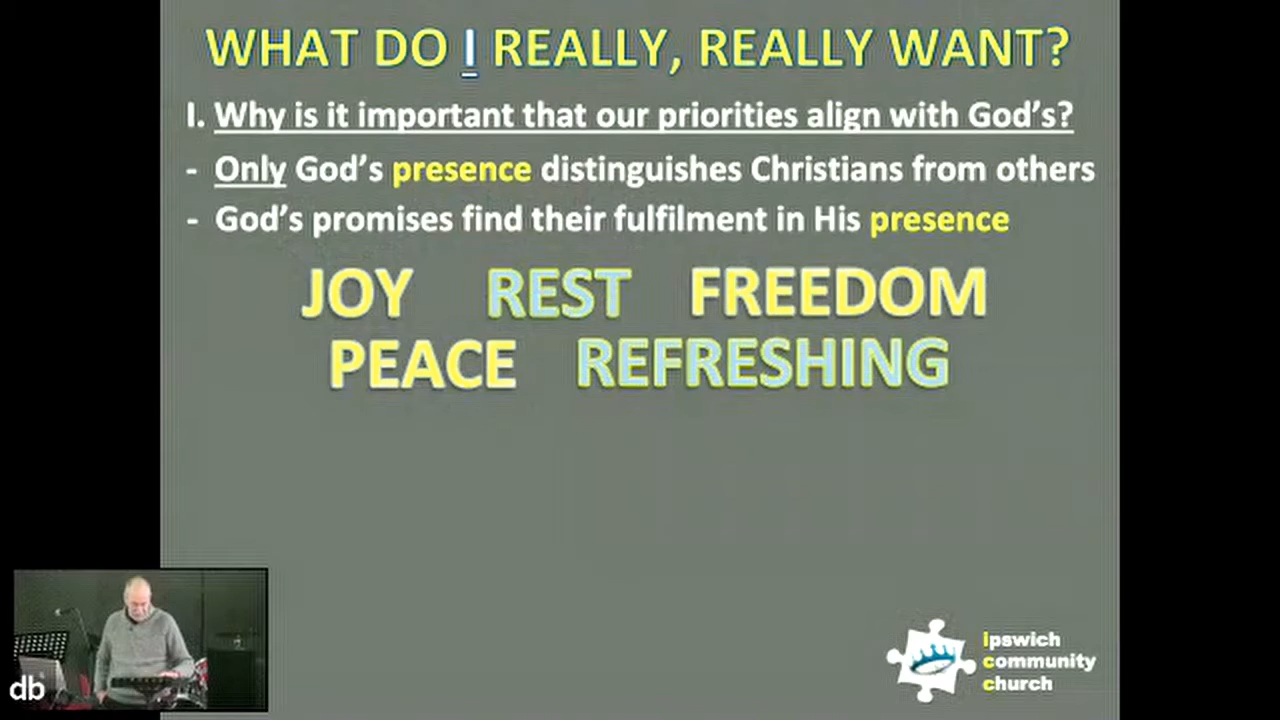 WHAT DO I REALLY, REALLY WANT?
I. Why is it important that our priorities align with God's?
- Only God's presence distinguishes Christians from others
- God's promises find their fulfilment in His presence
JOY REST FREEDOM
PEACE REFRESHING
db
ipswich
community
church